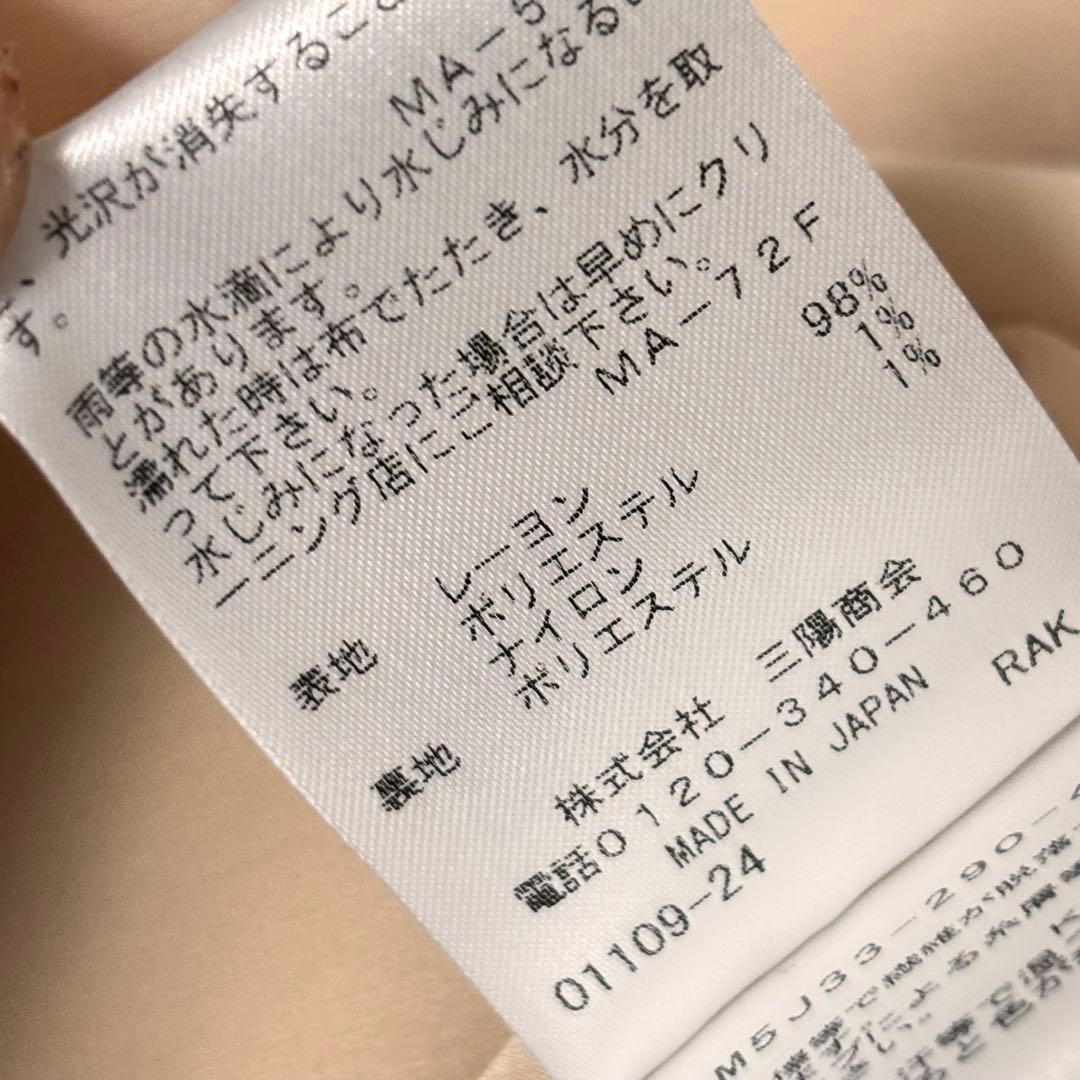 、光沢が消失するこ
す。
MA-5
雨等の水滴により水じみになる
とがあります。
濡れた時は布でたたき、水分を取
って下さい。
水じみになった場合は早めにクリ
ーニング店にご相談下さい。
MA-72F
表地 レーヨン 98%
ポリエステル 1%
ナイロン 1%
裏地 ポリエステル
株式会社 三陽商会
電話0120-340-460
MADE IN JAPAN RAK
01109-24
M5J33-290-